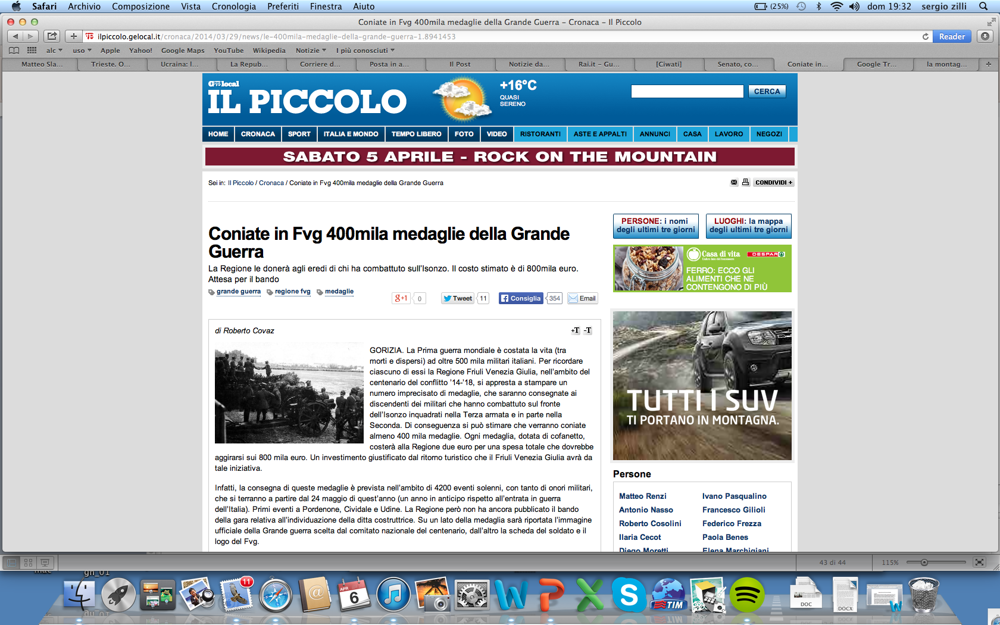 Safari Archivio Composizione Vista Cronologia Preferiti Finestra Aiuto (25%) dom 19:32 sergio zilli
Coniate in Fvg 400mila medaglie della Grande Guerra – Cronaca – Il Piccolo
ilpiccolo.gelocal.it/cronaca/2014/03/29/news/le-400mila-medaglie-della-grande-guerra-1.8941453 Reader
alc uso Apple Yahoo! Google Maps YouTube Wikipedia Notizie I più conosciuti
Matteo Sla... Trieste. O... Ucraina: I... La Repub... Corriere d... Posta in a... Il Post Notizie da... Rai.it – Gu... [Ciwati] Senato, co... Coniate in... Google Tr... la montag...
Gelocal
IL PICCOLO
+16°C
QUASI
SERENO
CERCA
HOME CRONACA SPORT ITALIA E MONDO TEMPO LIBERO FOTO VIDEO RISTORANTI ASTE E APPALTI ANNUNCI CASA LAVORO NEGOZI
SABATO 5 APRILE - ROCK ON THE MOUNTAIN
Sei in: Il Piccolo / Cronaca / Coniate in Fvg 400mila medaglie della Grande Guerra
CONDIVIDI +
Coniate in Fvg 400mila medaglie della Grande
Guerra
La Regione le donerà agli eredi di chi ha combattuto sull'Isonzo. Il costo stimato è di 800mila euro.
Attesa per il bando
grande guerra regione fvg medaglie
g+1 0 Tweet 11 Consiglia 354 Email
di Roberto Covaz
+T -T
GORIZIA. La Prima guerra mondiale è costata la vita (tra
morti e dispersi) ad oltre 500 mila militari italiani. Per ricordare
ciascuno di essi la Regione Friuli Venezia Giulia, nell'ambito del
centenario del conflitto '14-'18, si appresta a stampare un
numero imprecisato di medaglie, che saranno consegnate ai
discendenti dei militari che hanno combattuto sul fronte
dell'Isonzo inquadrati nella Terza armata e in parte nella
Seconda. Di conseguenza si può stimare che verranno coniate
almeno 400 mila medaglie. Ogni medaglia, dotata di cofanetto,
costerà alla Regione due euro per una spesa totale che dovrebbe
aggirarsi sui 800 mila euro. Un investimento giustificato dal ritorno turistico che il Friuli Venezia Giulia avrà da
tale iniziativa.
Infatti, la consegna di queste medaglie è prevista nell'ambito di 4200 eventi solenni, con tanto di onori militari,
che si terranno a partire dal 24 maggio di quest'anno (un anno in anticipo rispetto all'entrata in guerra
dell'Italia). Primi eventi a Pordenone, Cividale e Udine. La Regione però non ha ancora pubblicato il bando
della gara relativa all'individuazione della ditta costruttrice. Su un lato della medaglia sarà riportata l'immagine
ufficiale della Grande guerra scelta dal comitato nazionale del centenario, dall'altro la scheda del soldato e il
logo del Fvg.
PERSONE: i nomi
degli ultimi tre giorni
LUOGHI: la mappa
degli ultimi tre giorni
Casa di vita
DESPAR
FERRO: ECCO GLI
ALIMENTI CHE NE
CONTENGONO DI PIÙ
TUTTI I SUV
TI PORTANO IN MONTAGNA.
Persone
Matteo Renzi Ivano Pasqualino
Antonio Nasso Francesco Gilioli
Roberto Cosolini Federico Frezza
Ilaria Cecot Paola Benes
Diego Moretti Elena Marchigiani
43 di 44 115%
11
APR
6
TIM
DOC
DOCX